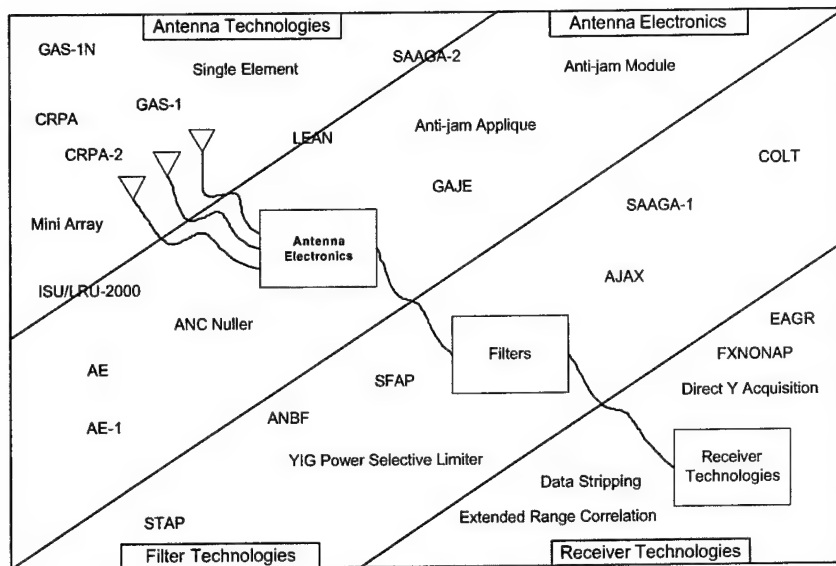 Antenna Technologies
Antenna Electronics
GAS-1N
Single Element
SAAGA-2
Anti-jam Module
GAS-1
CRPA
LEAN
Anti-jam Applique
CRPA-2
COLT
GAJE
Mini Array
SAAGA-1
Antenna
Electronics
AJAX
ISU/LRU-2000
ANC Nuller
EAGR
Filters
FXNONAP
AE
SFAP
Direct Y Acquisition
ANBF
AE-1
YIG Power Selective Limiter
Receiver
Technologies
Data Stripping
STAP
Extended Range Correlation
Filter Technologies
Receiver Technologies